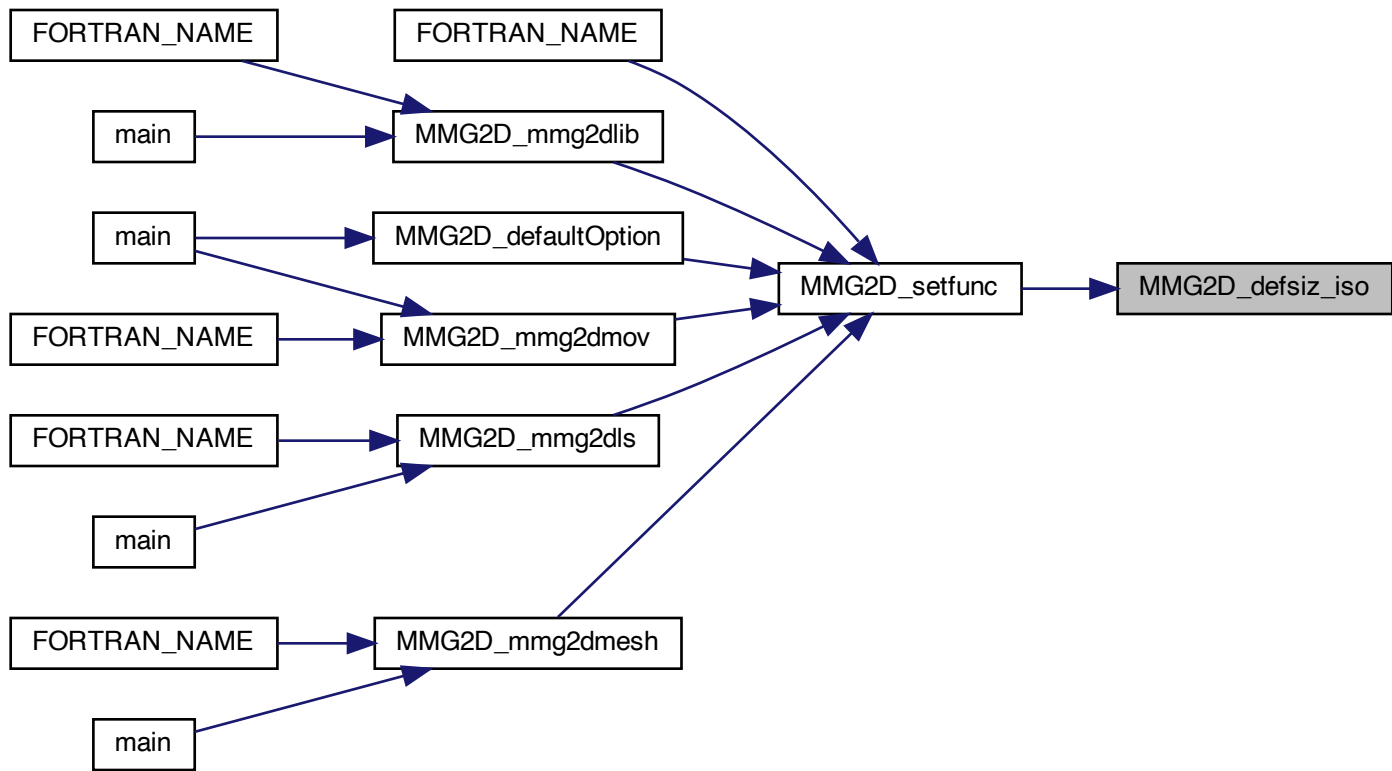 FORTRAN_NAME
FORTRAN_NAME
main
MMG2D_mmg2dlib
main
MMG2D_defaultOption
MMG2D_setfunc
MMG2D_defsiz_iso
FORTRAN_NAME
MMG2D_mmg2dmov
FORTRAN_NAME
MMG2D_mmg2dls
main
FORTRAN_NAME
MMG2D_mmg2dmesh
main